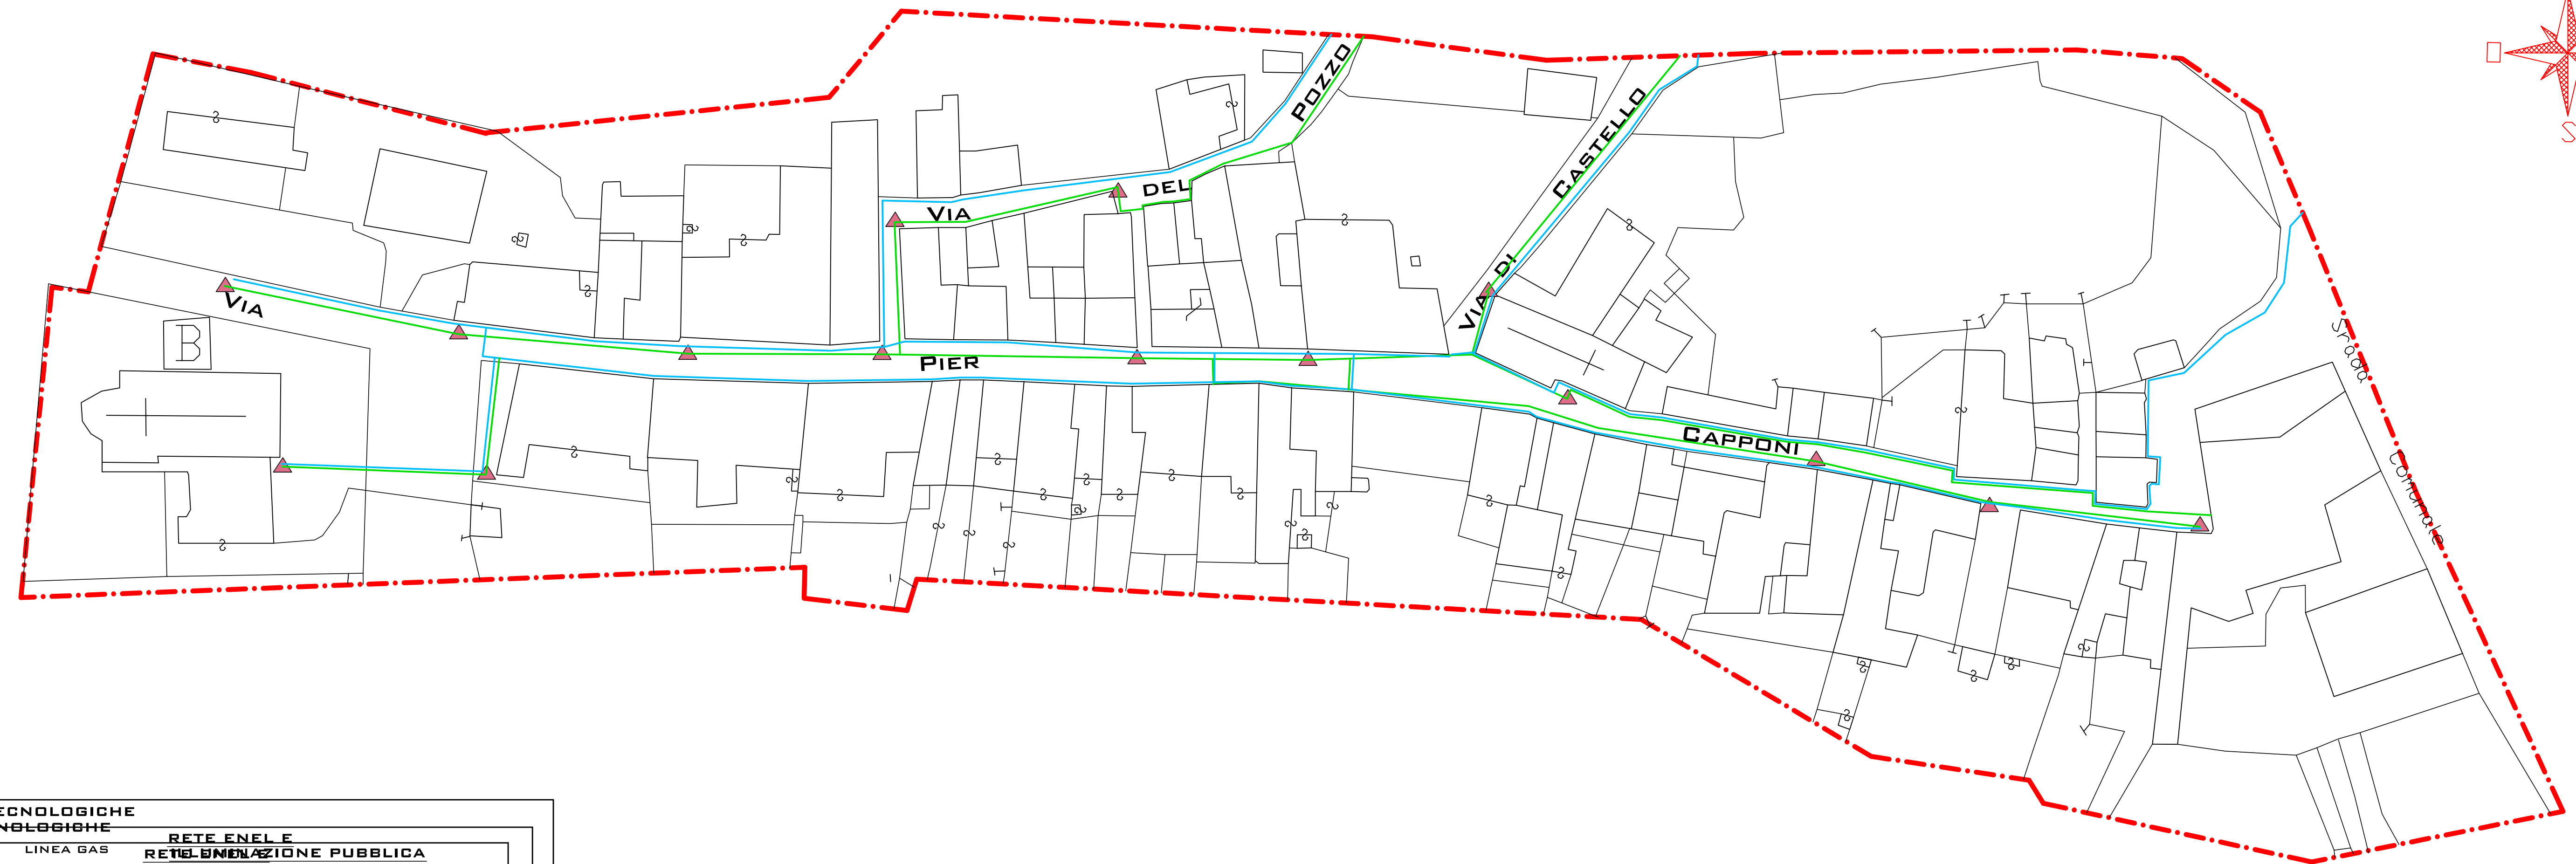 S
POZZO
CASTELLO
DEL
VIA
VIA DI
VIA
B
PIER
Strada
CAPPONI
Comunale
ECNOLOGICHE
NOLOGICHE
RETE ENEL E
LINEA GAS
ILLUMINAZIONE PUBBLICA